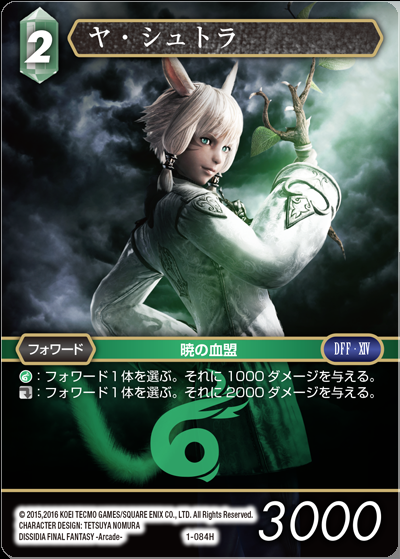 2
ヤ・シュトラ
フォワード
暁の血盟
DFF・XIV
:フォワード1体を選ぶ。それに1000ダメージを与える。
:フォワード1体を選ぶ。それに2000ダメージを与える。
© 2015,2016 KOEI TECMO GAMES/SQUARE ENIX CO., LTD. All Rights Reserved.
CHARACTER DESIGN: TETSUYA NOMURA
DISSIDIA FINAL FANTASY -Arcade-
1-084H
3000